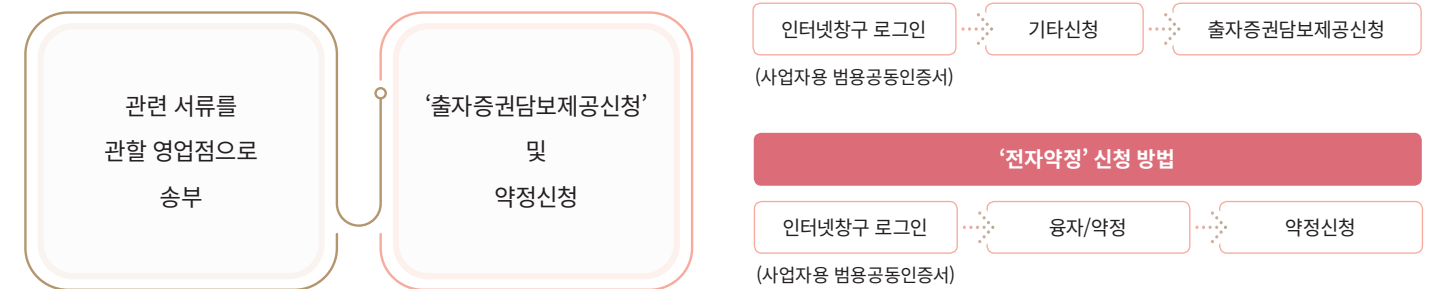 관련 서류를
관할 영업점으로
송부
‘출자증권담보제공신청’
및
약정신청
인터넷창구 로그인
기타신청
출자증권담보제공신청
(사업자용 범용공동인증서)
‘전자약정’ 신청 방법
인터넷창구 로그인
융자/약정
약정신청
(사업자용 범용공동인증서)